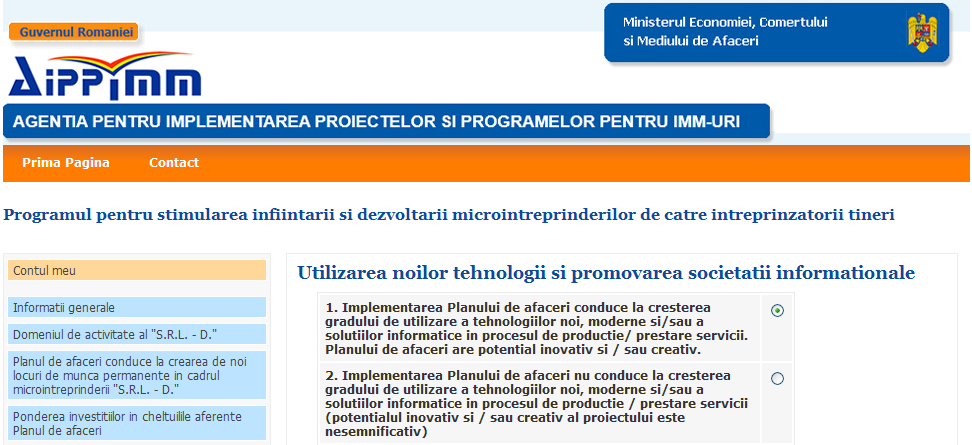 Guvernul Romaniei
Ministerul Economiei, Comertului
si Mediului de Afaceri
AiPPimm
AGENTIA PENTRU IMPLEMENTAREA PROIECTELOR SI PROGRAMELOR PENTRU IMM-URI
Prima Pagina Contact
Programul pentru stimularea infiintarii si dezvoltarii microintreprinderilor de catre intreprinzatorii tineri
Contul meu
Informatii generale
Domeniul de activitate al "S.R.L. - D."
Planul de afaceri conduce la crearea de noi
locuri de munca permanente in cadrul
microintreprinderii "S.R.L. - D."
Ponderea investitiilor in cheltuilile aferente
Planul de afaceri
Utilizarea noilor tehnologii si promovarea societatii informationale
1. Implementarea Planului de afaceri conduce la cresterea
gradului de utilizare a tehnologiilor noi, moderne si/sau a
solutiilor informatice in procesul de productie/ prestare servicii.
Planului de afaceri are potential inovativ si / sau creativ.
2. Implementarea Planului de afaceri nu conduce la cresterea
gradului de utilizare a tehnologiilor noi, moderne si/sau a
solutiilor informatice in procesul de productie / prestare servicii
(potentialul inovativ si / sau creativ al proiectului este
nesemnificativ)